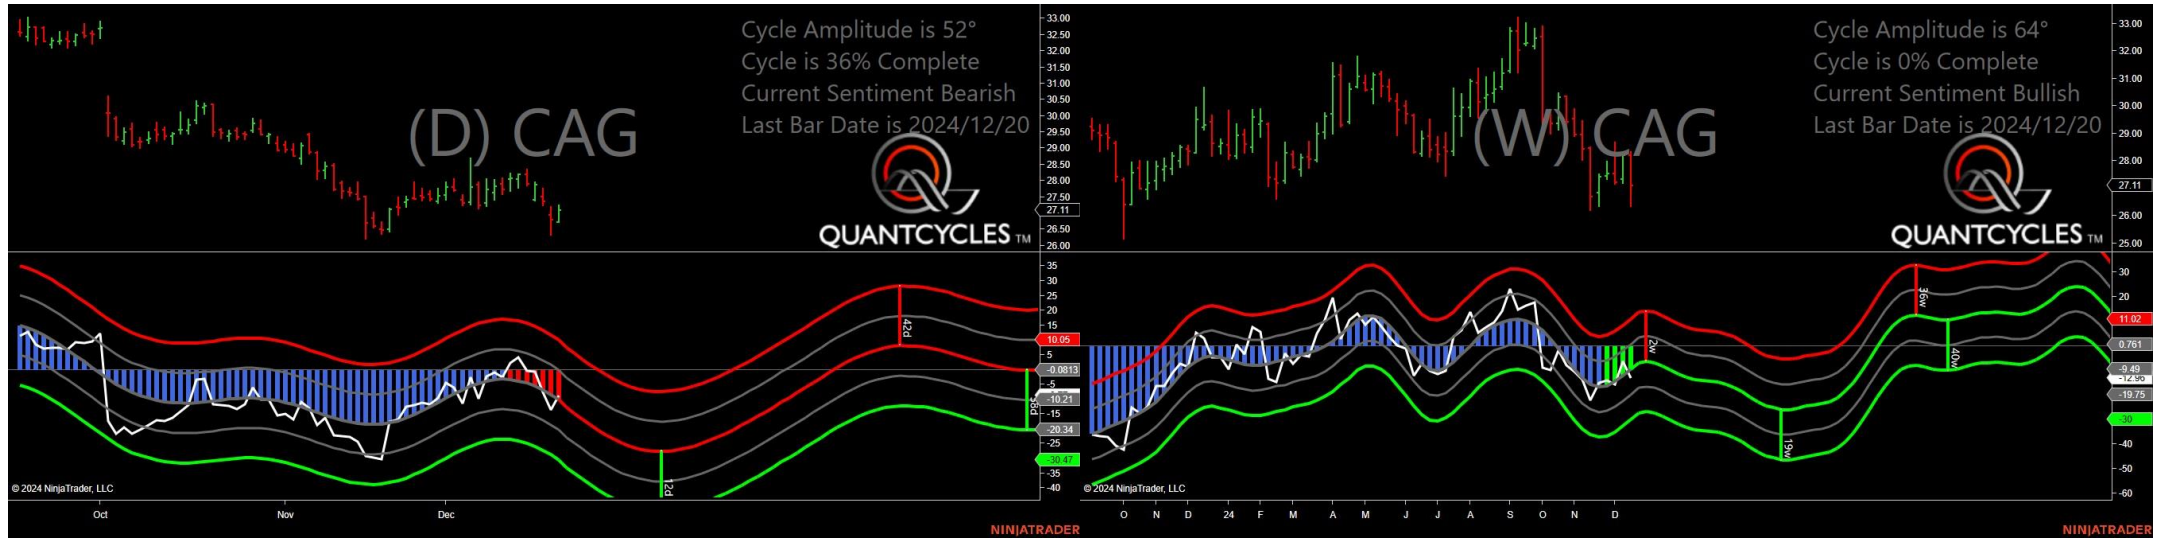 Cycle Amplitude is 52°
Cycle is 36% Complete
Current Sentiment Bearish
Last Bar Date is 2024/12/20
(D) CAG
QUANTCYCLES TM
33.00
32.50
32.00
31.50
31.00
30.50
30.00
29.50
29.00
28.50
28.00
27.50
27.11
26.50
26.00
35
30
25
20
15
10.05
5
-0.0813
-5
-10.21
-15
-20.34
-25
-30.47
-35
-40
42d
12d
38d
© 2024 NinjaTrader, LLC
Oct Nov Dec
NINJATRADER
Cycle Amplitude is 64°
Cycle is 0% Complete
Current Sentiment Bullish
Last Bar Date is 2024/12/20
(W) CAG
QUANTCYCLES TM
33.00
32.00
31.00
30.00
29.00
28.00
27.11
26.00
25.00
30
20
11.02
0.761
-9.49
-12.96
-19.75
-30
-40
-50
-60
2w
36w
40w
19w
© 2024 NinjaTrader, LLC
O N D 24 F M A M J J A S O N D
NINJATRADER